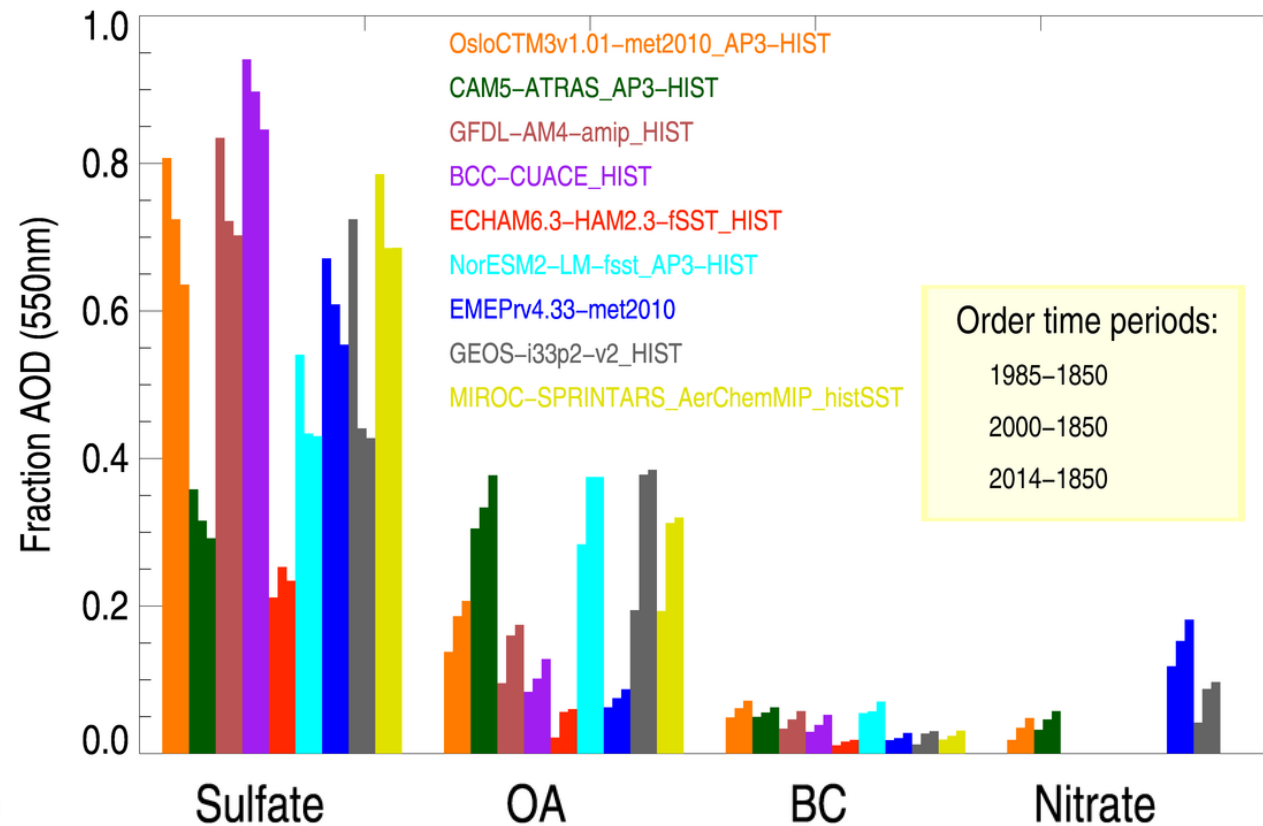 1.0
0.8
0.6
0.4
0.2
0.0
Fraction AOD (550nm)
OsloCTM3v1.01-met2010_AP3-HIST
CAM5-ATRAS_AP3-HIST
GFDL-AM4-amip_HIST
BCC-CUACE_HIST
ECHAM6.3-HAM2.3-fSST_HIST
NorESM2-LM-fsst_AP3-HIST
EMEPrv4.33-met2010
GEOS-i33p2-v2_HIST
MIROC-SPRINTARS_AerChemMIP_histSST
Order time periods:
1985-1850
2000-1850
2014-1850
Sulfate
OA
BC
Nitrate